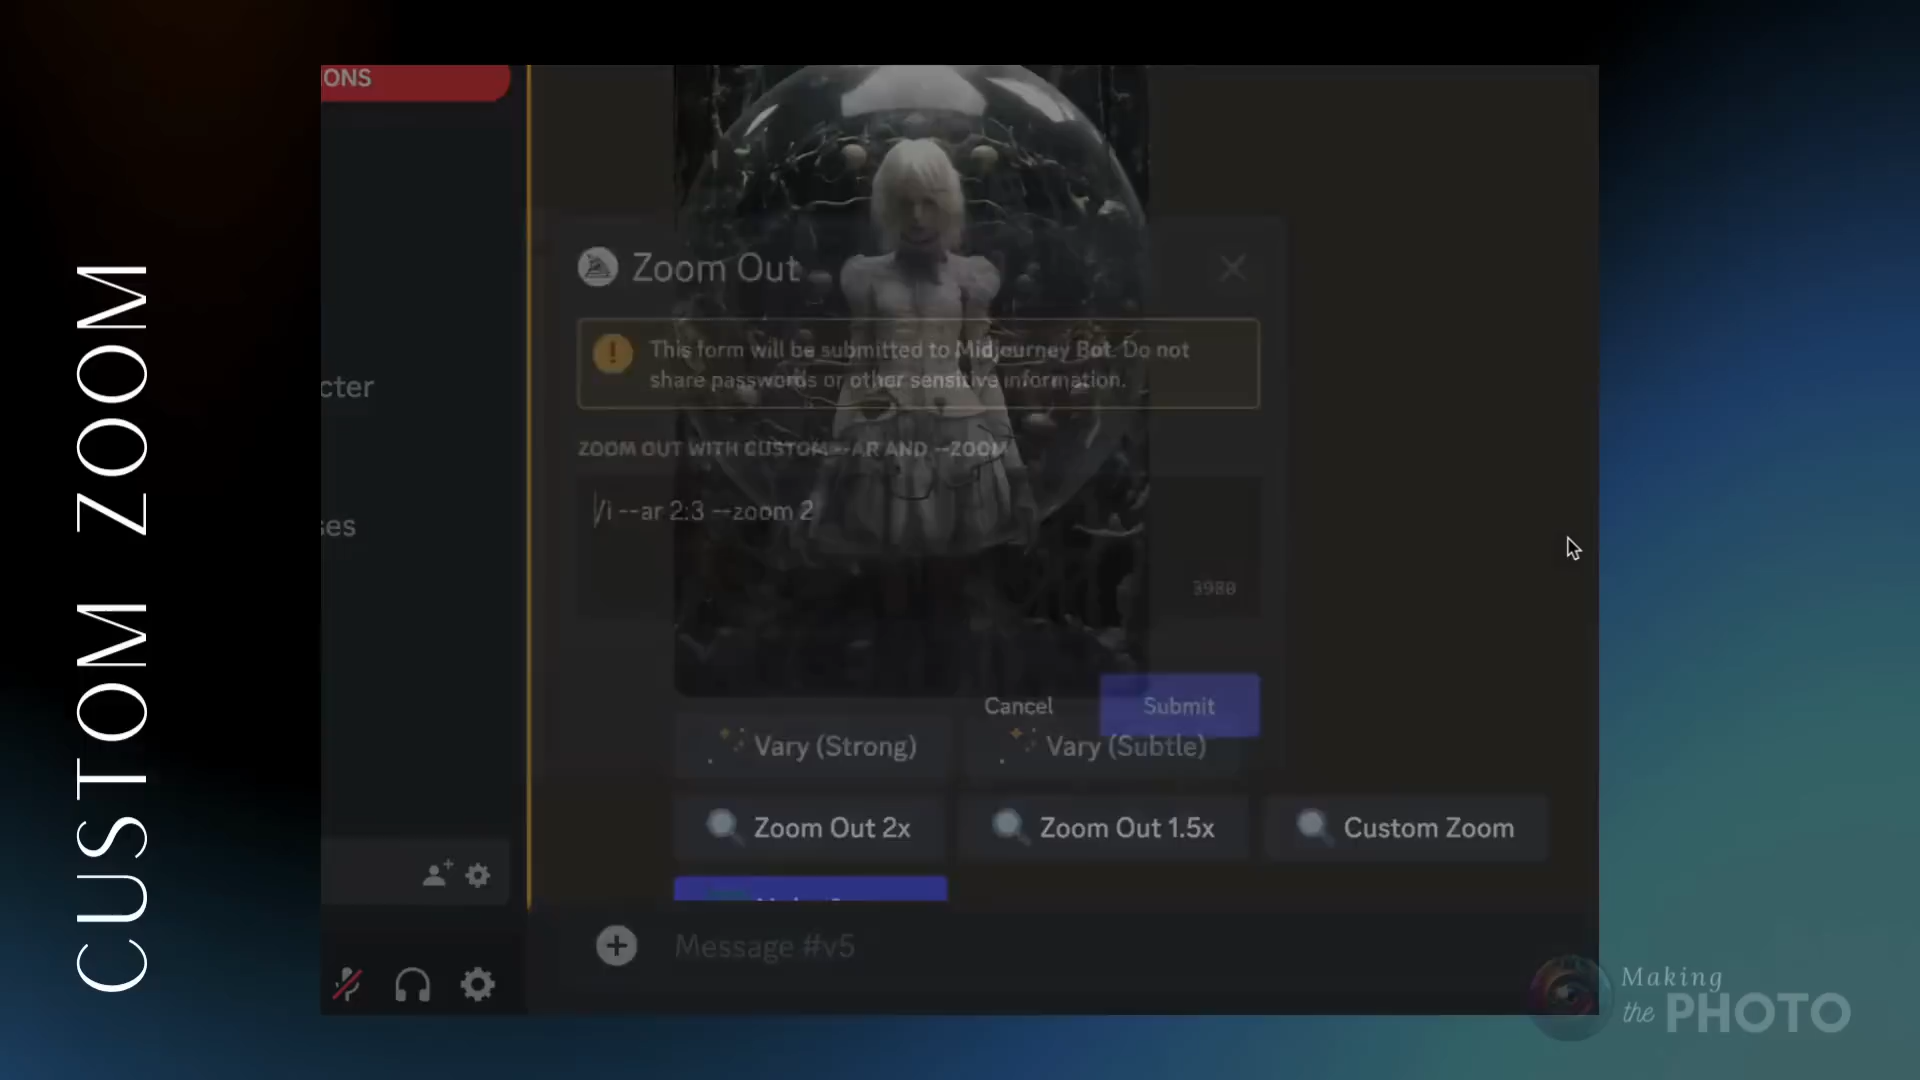 CUSTOM ZOOM
ONS
cter
ses
Zoom Out
This form will be submitted to Midjourney Bot. Do not
share passwords or other sensitive information.
ZOOM OUT WITH CUSTOM --AR AND --ZOOM
/i --ar 2:3 --zoom 2
3980
Cancel
Submit
Vary (Strong)
Vary (Subtle)
Zoom Out 2x
Zoom Out 1.5x
Custom Zoom
Message #v5
Making
the PHOTO